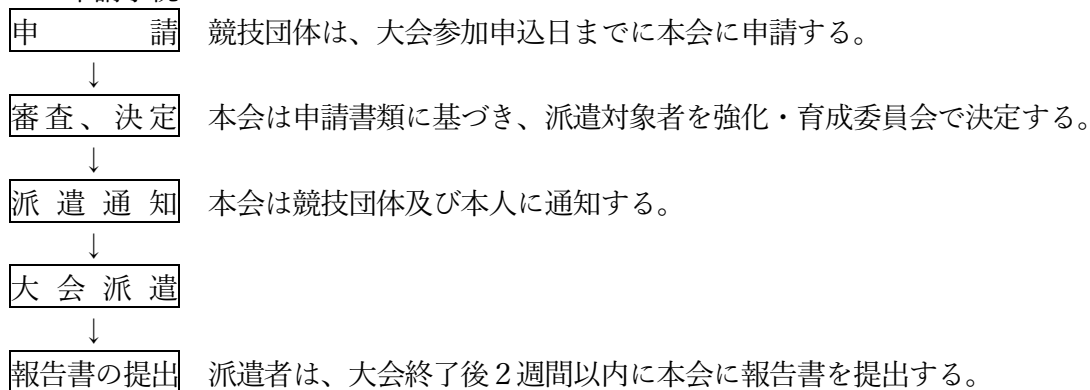 申請 競技団体は、大会参加申込日までに本会に申請する。
↓
審査、決定 本会は申請書類に基づき、派遣対象者を強化・育成委員会で決定する。
↓
派遣通知 本会は競技団体及び本人に通知する。
↓
大会派遣
↓
報告書の提出 派遣者は、大会終了後２週間以内に本会に報告書を提出する。